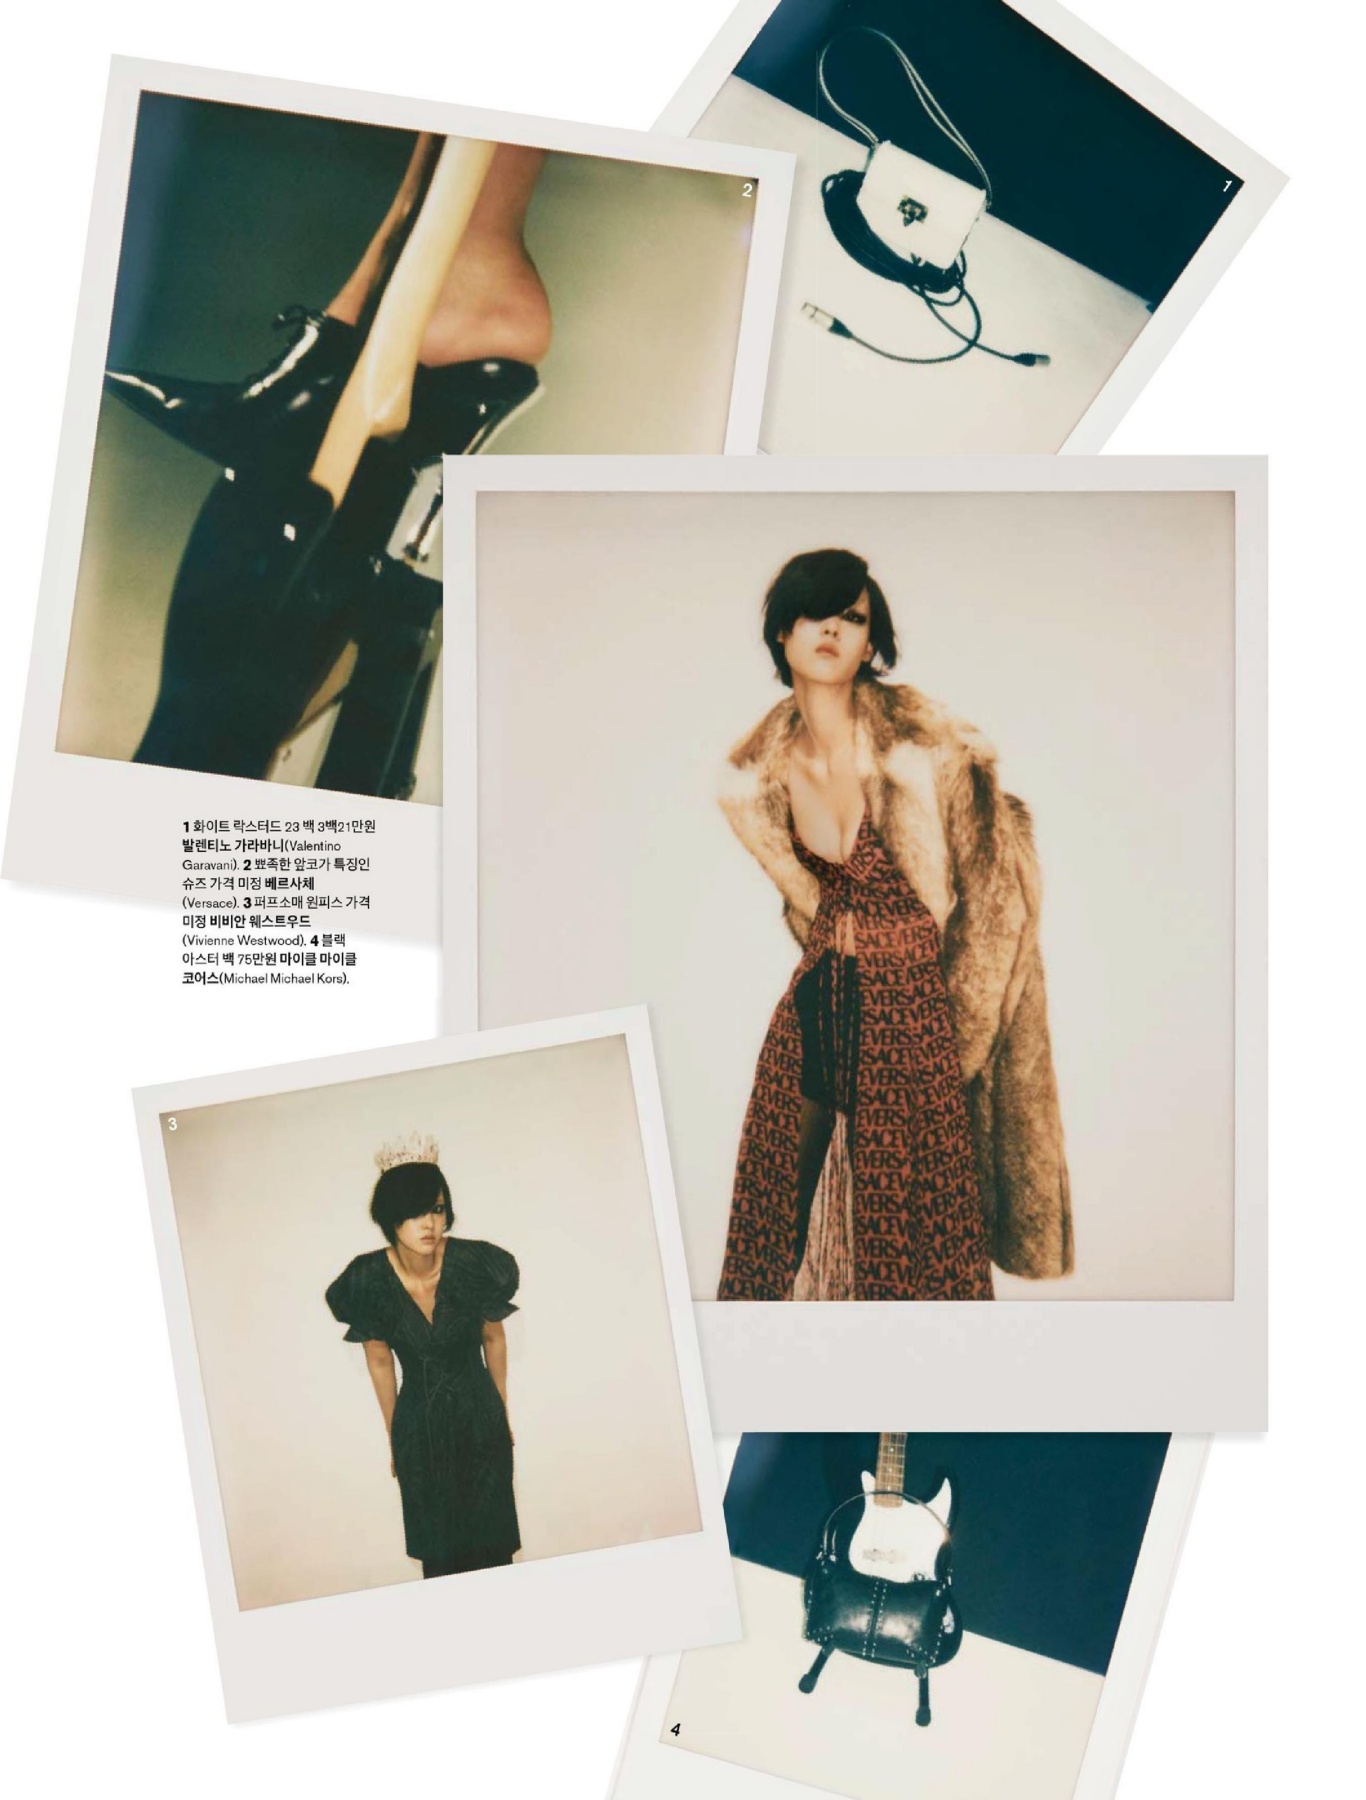 2
1
1 화이트 락스터드 23 백 3백21만원
발렌티노 가라바니(Valentino
Garavani). 2 뾰족한 앞코가 특징인
슈즈 가격 미정 베르사체
(Versace). 3 퍼프소매 원피스 가격
미정 비비안 웨스트우드
(Vivienne Westwood). 4 블랙
아스터 백 75만원 마이클 마이클
코어스(Michael Michael Kors).
3
4